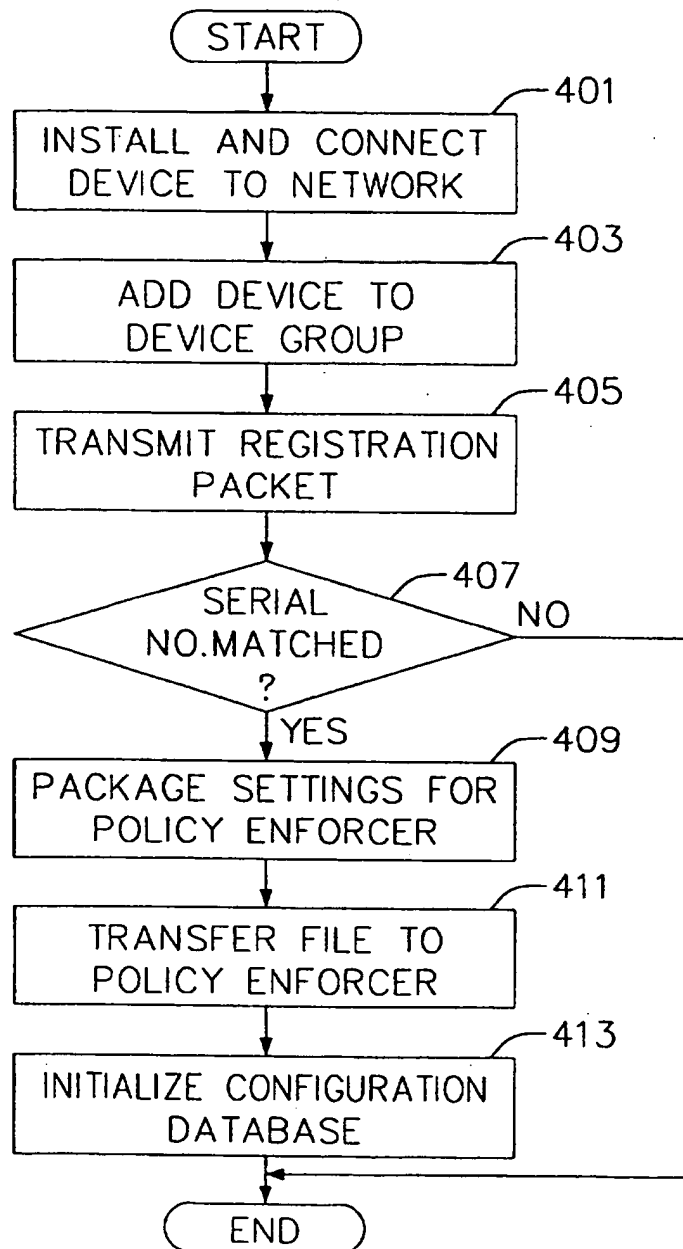 START
401
INSTALL AND CONNECT
DEVICE TO NETWORK
403
ADD DEVICE TO
DEVICE GROUP
405
TRANSMIT REGISTRATION
PACKET
407
SERIAL
NO.MATCHED
?
NO
YES
409
PACKAGE SETTINGS FOR
POLICY ENFORCER
411
TRANSFER FILE TO
POLICY ENFORCER
413
INITIALIZE CONFIGURATION
DATABASE
END